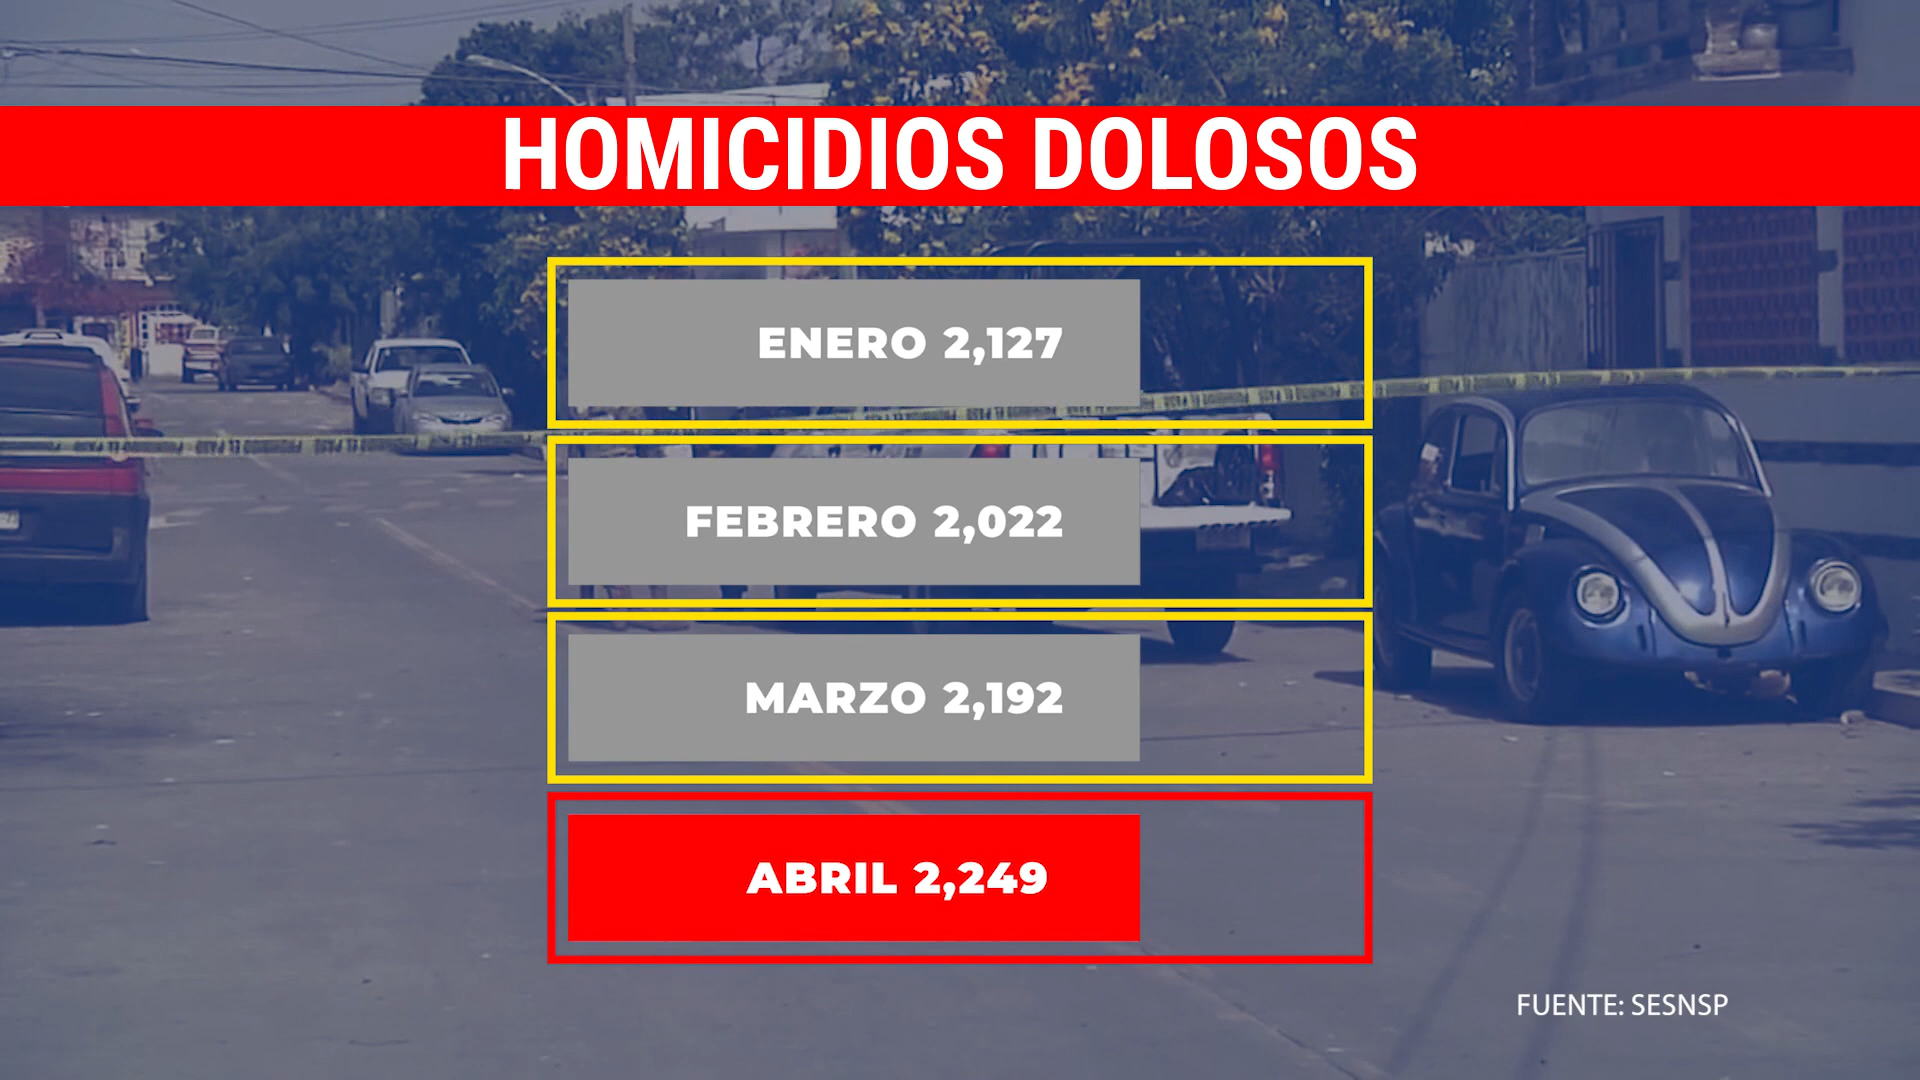 HOMICIDIOS DOLOSOS
ENERO 2,127
FEBRERO 2,022
MARZO 2,192
ABRIL 2,249
FUENTE: SESNSP